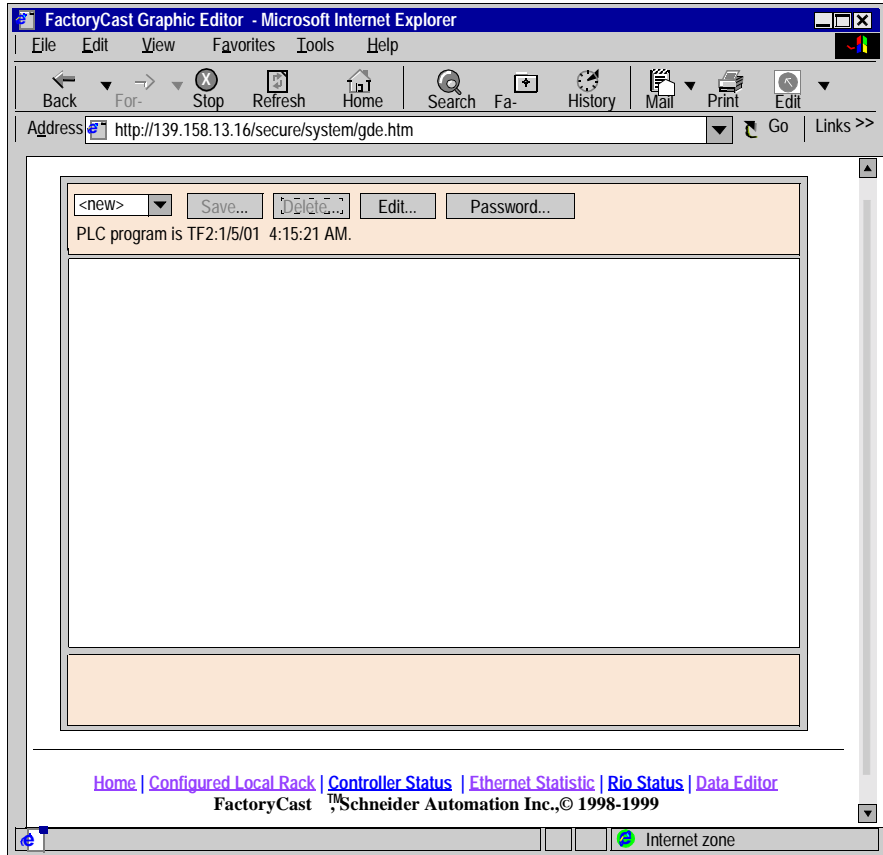 FactoryCast Graphic Editor - Microsoft Internet Explorer
File Edit View Favorites Tools Help
Back For- Stop Refresh Home Search Fa- History Mail Print Edit
Address http://139.158.13.16/secure/system/gde.htm Go Links >>
<new> Save... Delete... Edit... Password...
PLC program is TF2:1/5/01 4:15:21 AM.
Home | Configured Local Rack | Controller Status | Ethernet Statistic | Rio Status | Data Editor
FactoryCast ™, Schneider Automation Inc.,© 1998-1999
Internet zone